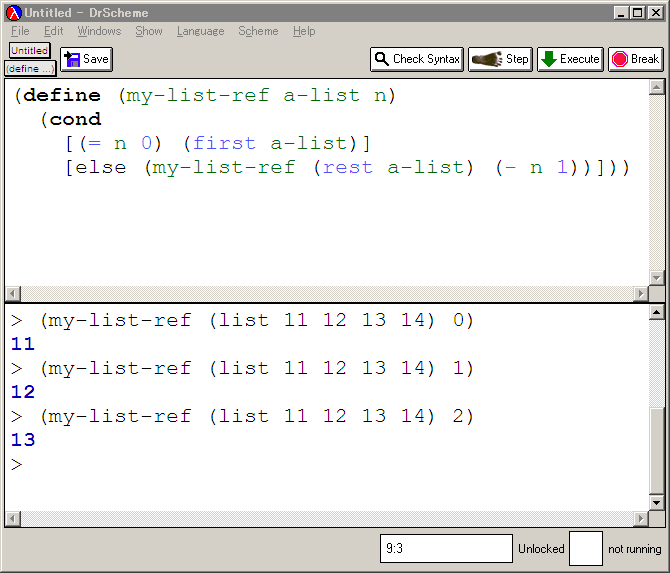 Untitled - DrScheme
File Edit Windows Show Language Scheme Help
Untitled
(define ...)
Save
Check Syntax Step Execute Break
(define (my-list-ref a-list n)
  (cond
    [(= n 0) (first a-list)]
    [else (my-list-ref (rest a-list) (- n 1))]))
> (my-list-ref (list 11 12 13 14) 0)
11
> (my-list-ref (list 11 12 13 14) 1)
12
> (my-list-ref (list 11 12 13 14) 2)
13
>
9:3 Unlocked not running